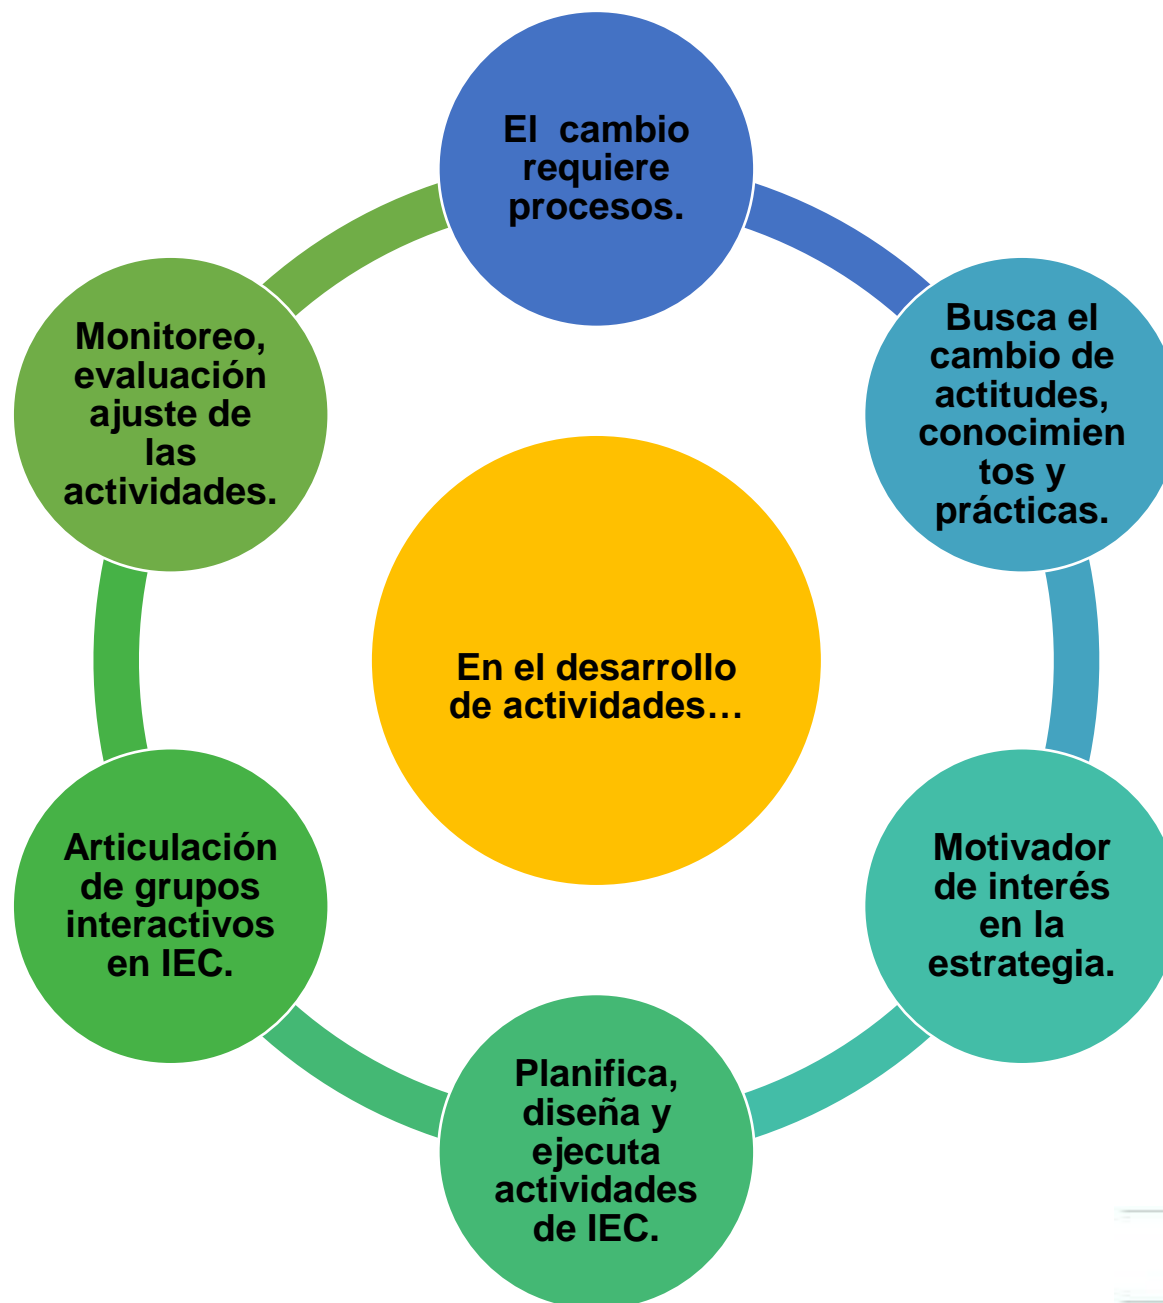 El  cambio
requiere
procesos.
Busca el
cambio de
actitudes,
conocimien
tos y
prácticas.
Motivador
de interés
en la
estrategia.
Planifica,
diseña y
ejecuta
actividades
de IEC.
Articulación
de grupos
interactivos
en IEC.
Monitoreo,
evaluación
ajuste de
las
actividades.
En el desarrollo
de actividades…